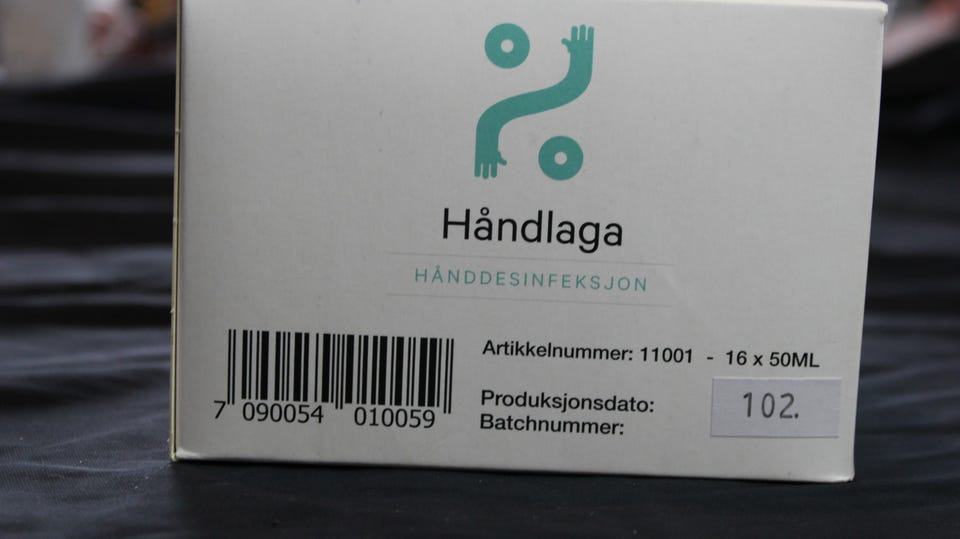 Håndlaga
HÅNDDESINFEKSJON
Artikkelnummer: 11001 - 16 x 50ML
Produksjonsdato:
Batchnummer:
102.
7 090054 010059